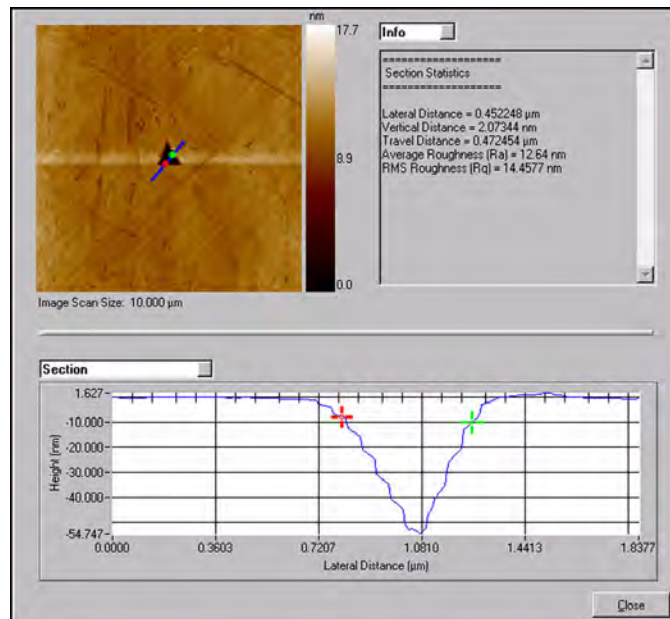 nm
17.7
8.9
0.0
Image Scan Size: 10.000 µm
Info
===================
Section Statistics
===================
Lateral Distance = 0.452248 µm
Vertical Distance = 2.07344 nm
Travel Distance = 0.472454 µm
Average Roughness (Ra) = 12.64 nm
RMS Roughness (Rq) = 14.4577 nm
Section
Height (nm)
1.627
-10.000
-20.000
-30.000
-40.000
-54.747
0.0000 0.3603 0.7207 1.0810 1.4413 1.8377
Lateral Distance (µm)
Close